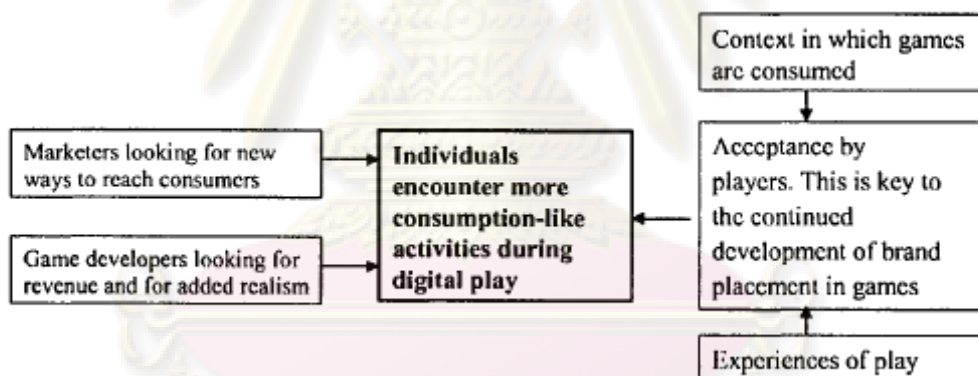 Context in which games
are consumed
Marketers looking for new
ways to reach consumers
Game developers looking for
revenue and for added realism
Individuals
encounter more
consumption-like
activities during
digital play
Acceptance by
players. This is key to
the continued
development of brand
placement in games
Experiences of play